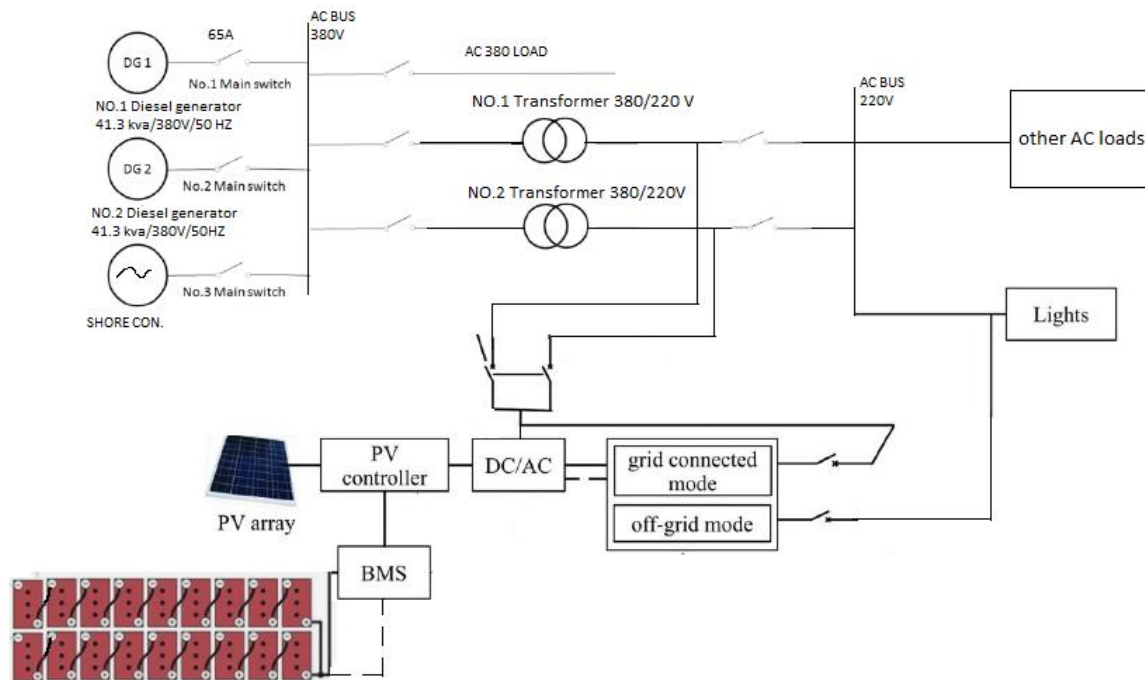 AC BUS
380V
65A
DG 1
No.1 Main switch
NO.1 Diesel generator
41.3 kva/380V/50 HZ
DG 2
No.2 Main switch
NO.2 Diesel generator
41.3 kva/380V/50HZ
No.3 Main switch
SHORE CON.
AC 380 LOAD
NO.1 Transformer 380/220 V
NO.2 Transformer 380/220V
AC BUS
220V
other AC loads
Lights
PV array
PV
controller
DC/AC
grid connected
mode
off-grid mode
BMS